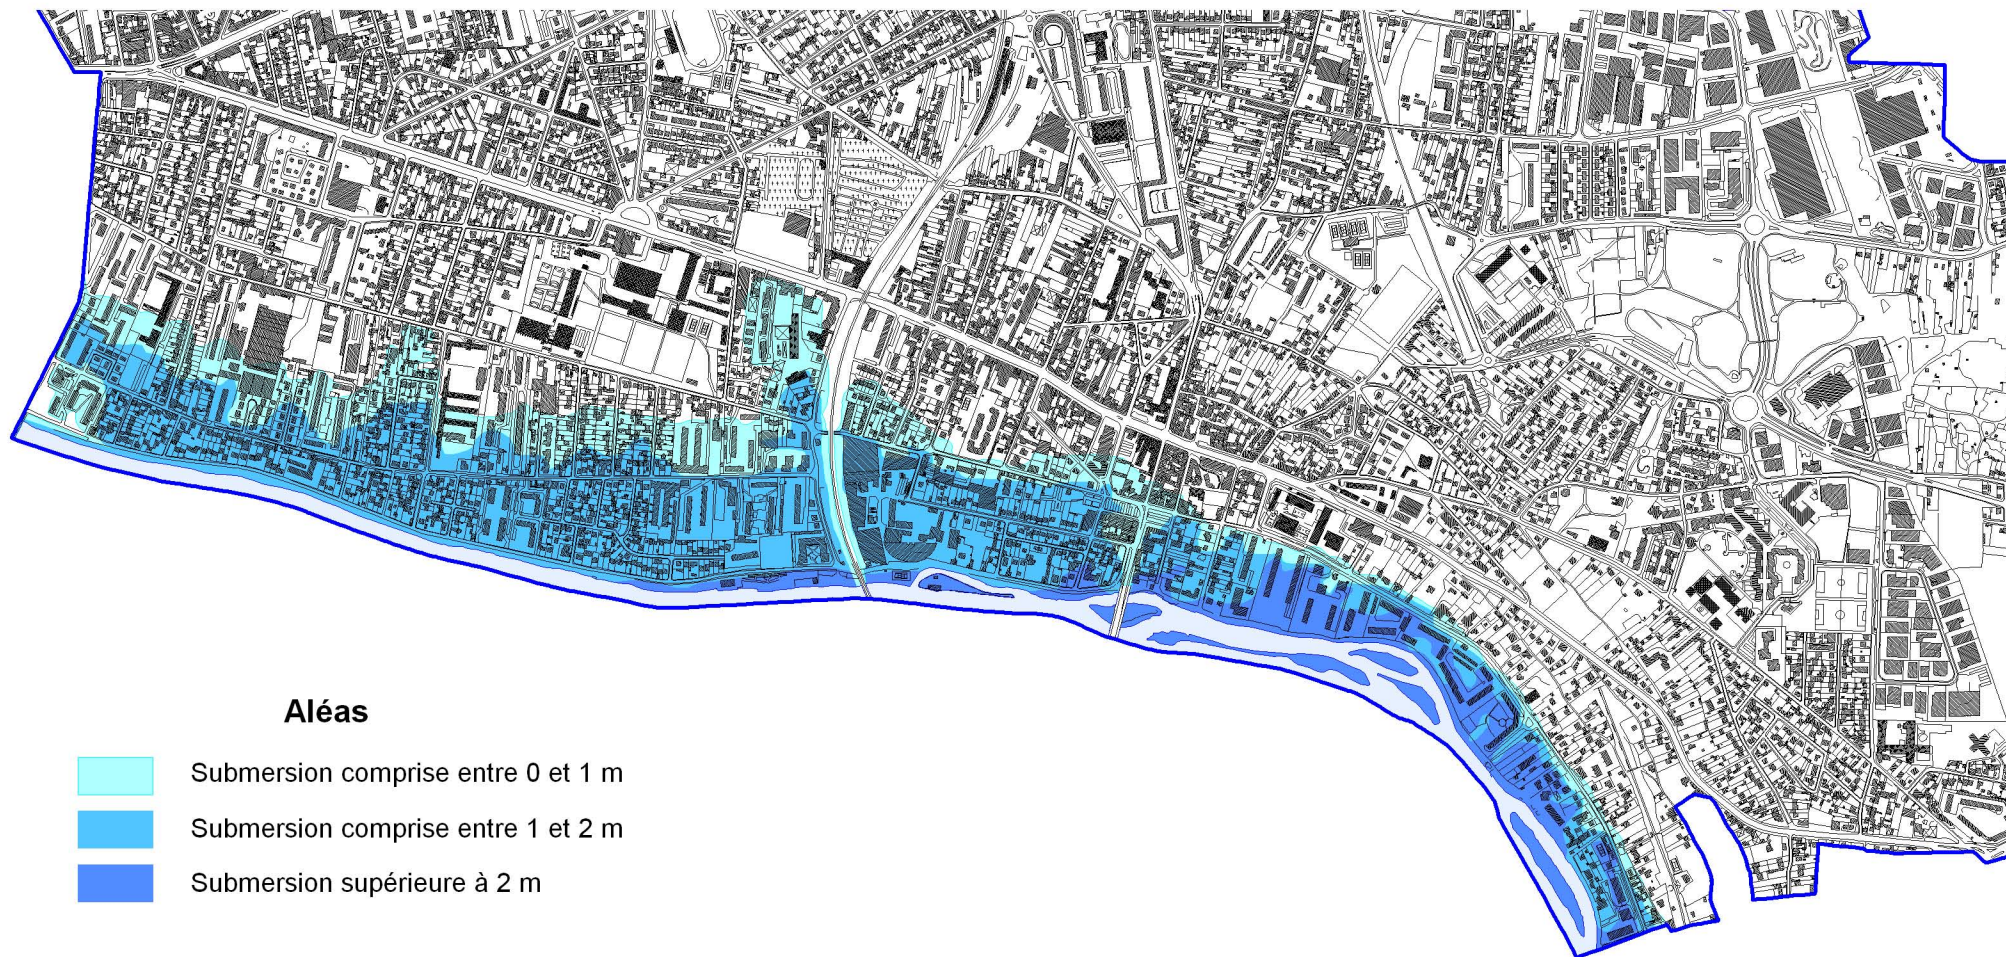 Aléas
Submersion comprise entre 0 et 1 m
Submersion comprise entre 1 et 2 m
Submersion supérieure à 2 m